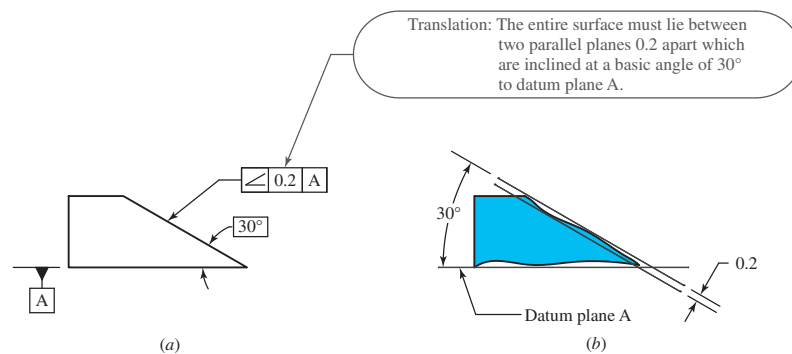 Translation: The entire surface must lie between
two parallel planes 0.2 apart which
are inclined at a basic angle of 30°
to datum plane A.
∠ 0.2 A
30°
A
(a)
30°
0.2
Datum plane A
(b)